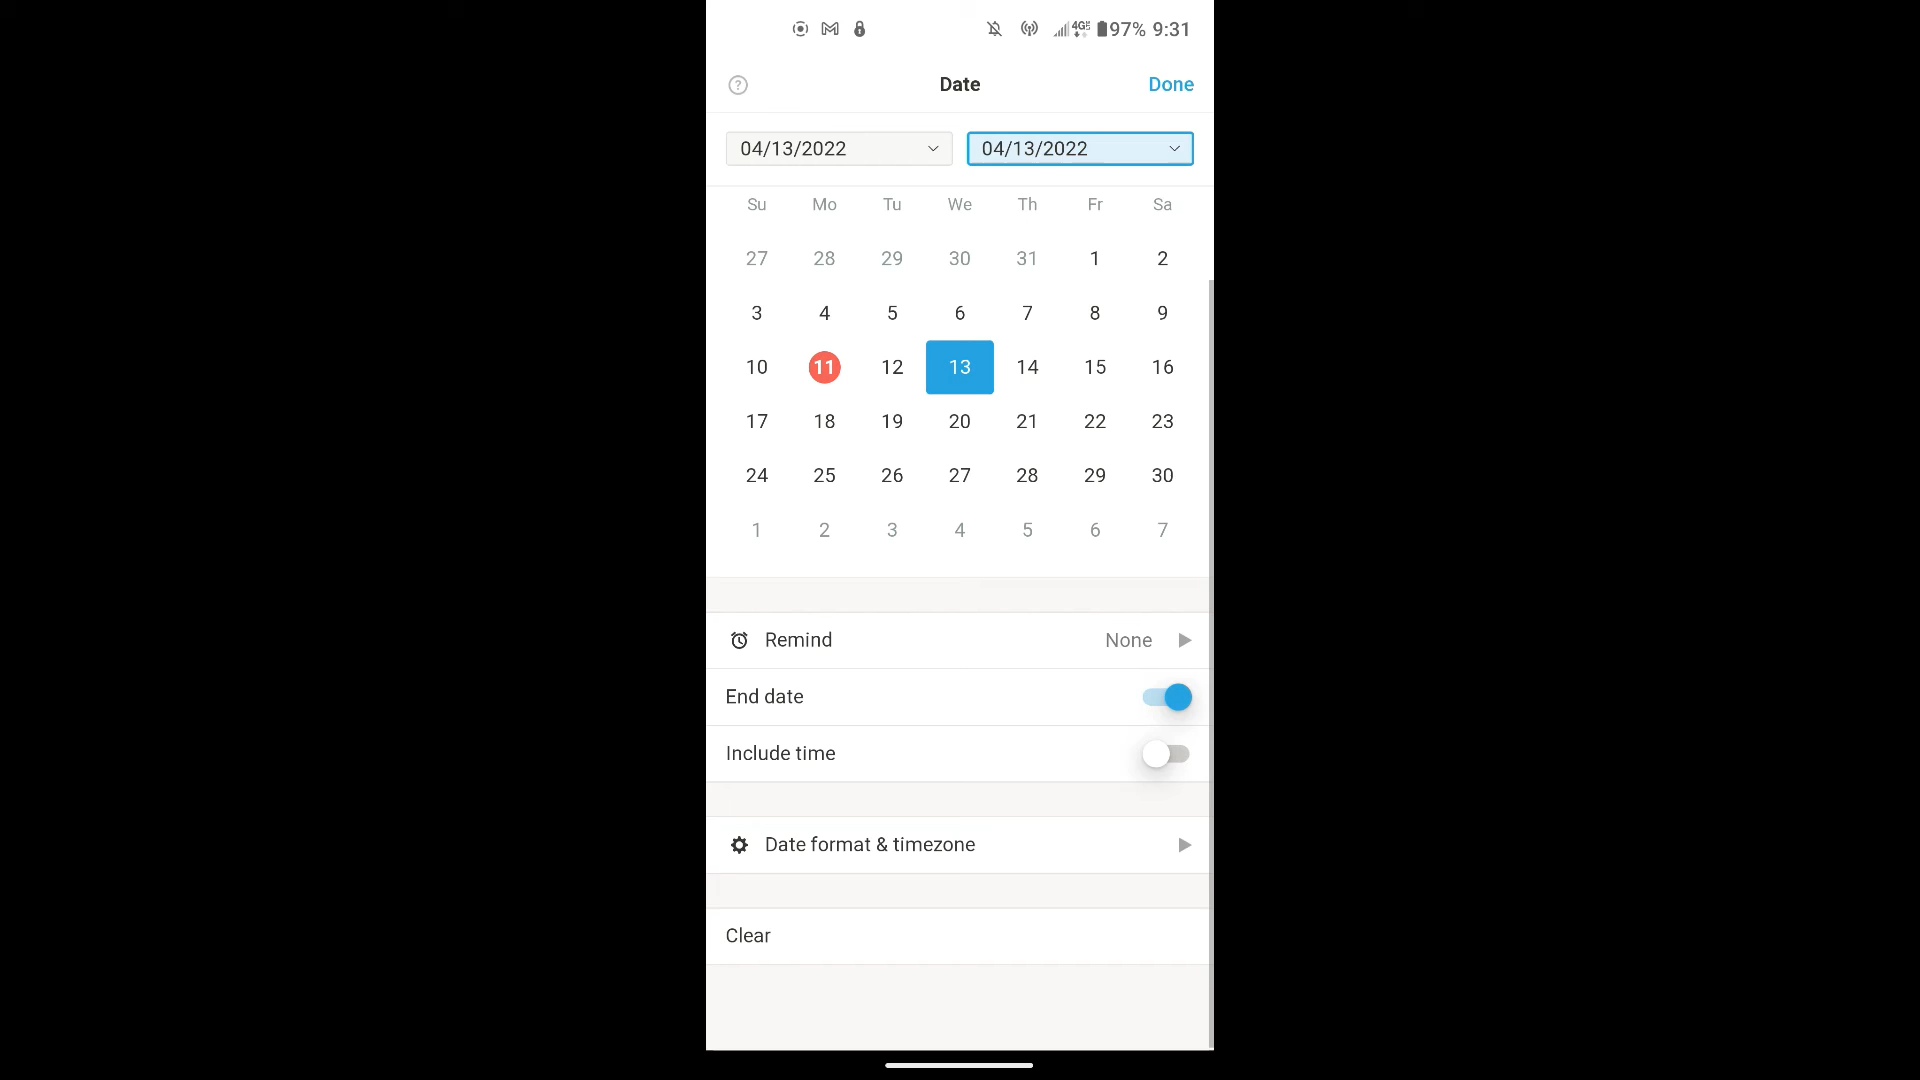 4G 97% 9:31
? Date Done
04/13/2022 04/13/2022
Su Mo Tu We Th Fr Sa
27 28 29 30 31 1 2
3 4 5 6 7 8 9
10 11 12 13 14 15 16
17 18 19 20 21 22 23
24 25 26 27 28 29 30
1 2 3 4 5 6 7
Remind None
End date
Include time
Date format & timezone
Clear